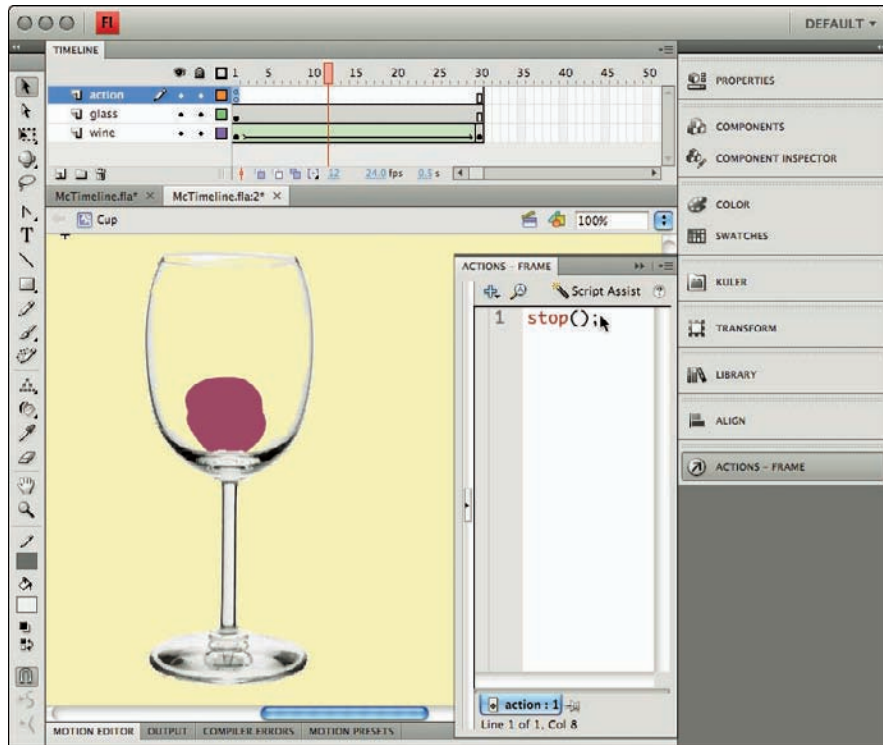 FL
DEFAULT
TIMELINE
1 5 10 15 20 25 30 35 40 45 50
action
glass
wine
12 24.0 fps 0.5 s
McTimeline.fla* × McTimeline.fla:2* ×
Cup
100%
T
ACTIONS – FRAME
Script Assist
1 stop();
action : 1
Line 1 of 1, Col 8
MOTION EDITOR OUTPUT COMPILER ERRORS MOTION PRESETS
PROPERTIES
COMPONENTS
COMPONENT INSPECTOR
COLOR
SWATCHES
KULER
TRANSFORM
LIBRARY
ALIGN
ACTIONS – FRAME